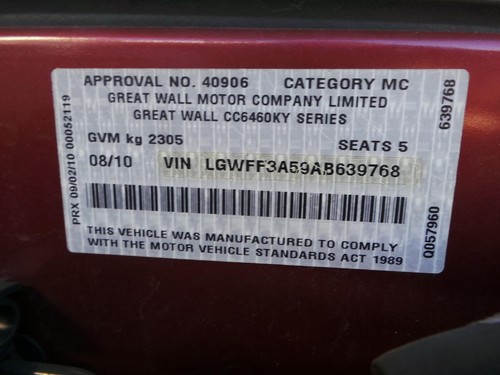 APPROVAL NO. 40906 CATEGORY MC
GREAT WALL MOTOR COMPANY LIMITED
GREAT WALL CC6460KY SERIES
GVM kg 2305 SEATS 5
08/10 VIN LGWFF3A59AB639768
THIS VEHICLE WAS MANUFACTURED TO COMPLY
WITH THE MOTOR VEHICLE STANDARDS ACT 1989
PRX 09/02/10 00052119
639768
Q057960